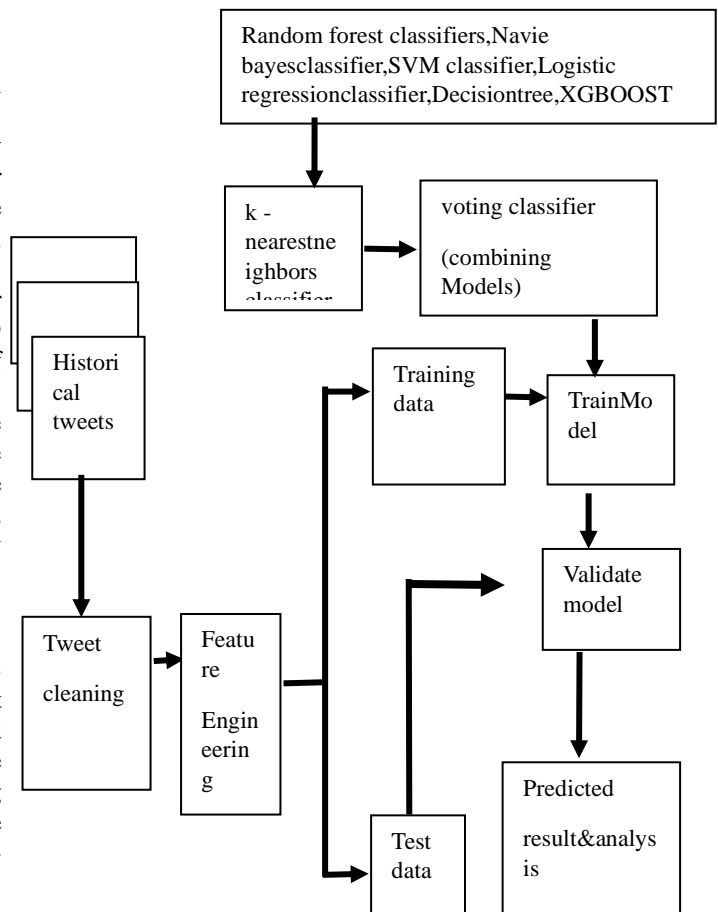 Random forest classifiers,Navie
bayesclassifier,SVM classifier,Logistic
regressionclassifier,Decisiontree,XGBOOST
k -
nearestne
ighbors
classifier
voting classifier
(combining
Models)
Histori
cal
tweets
Training
data
TrainMo
del
Validate
model
Tweet
cleaning
Featu
re
Engin
eerin
g
Test
data
Predicted
result&analys
is